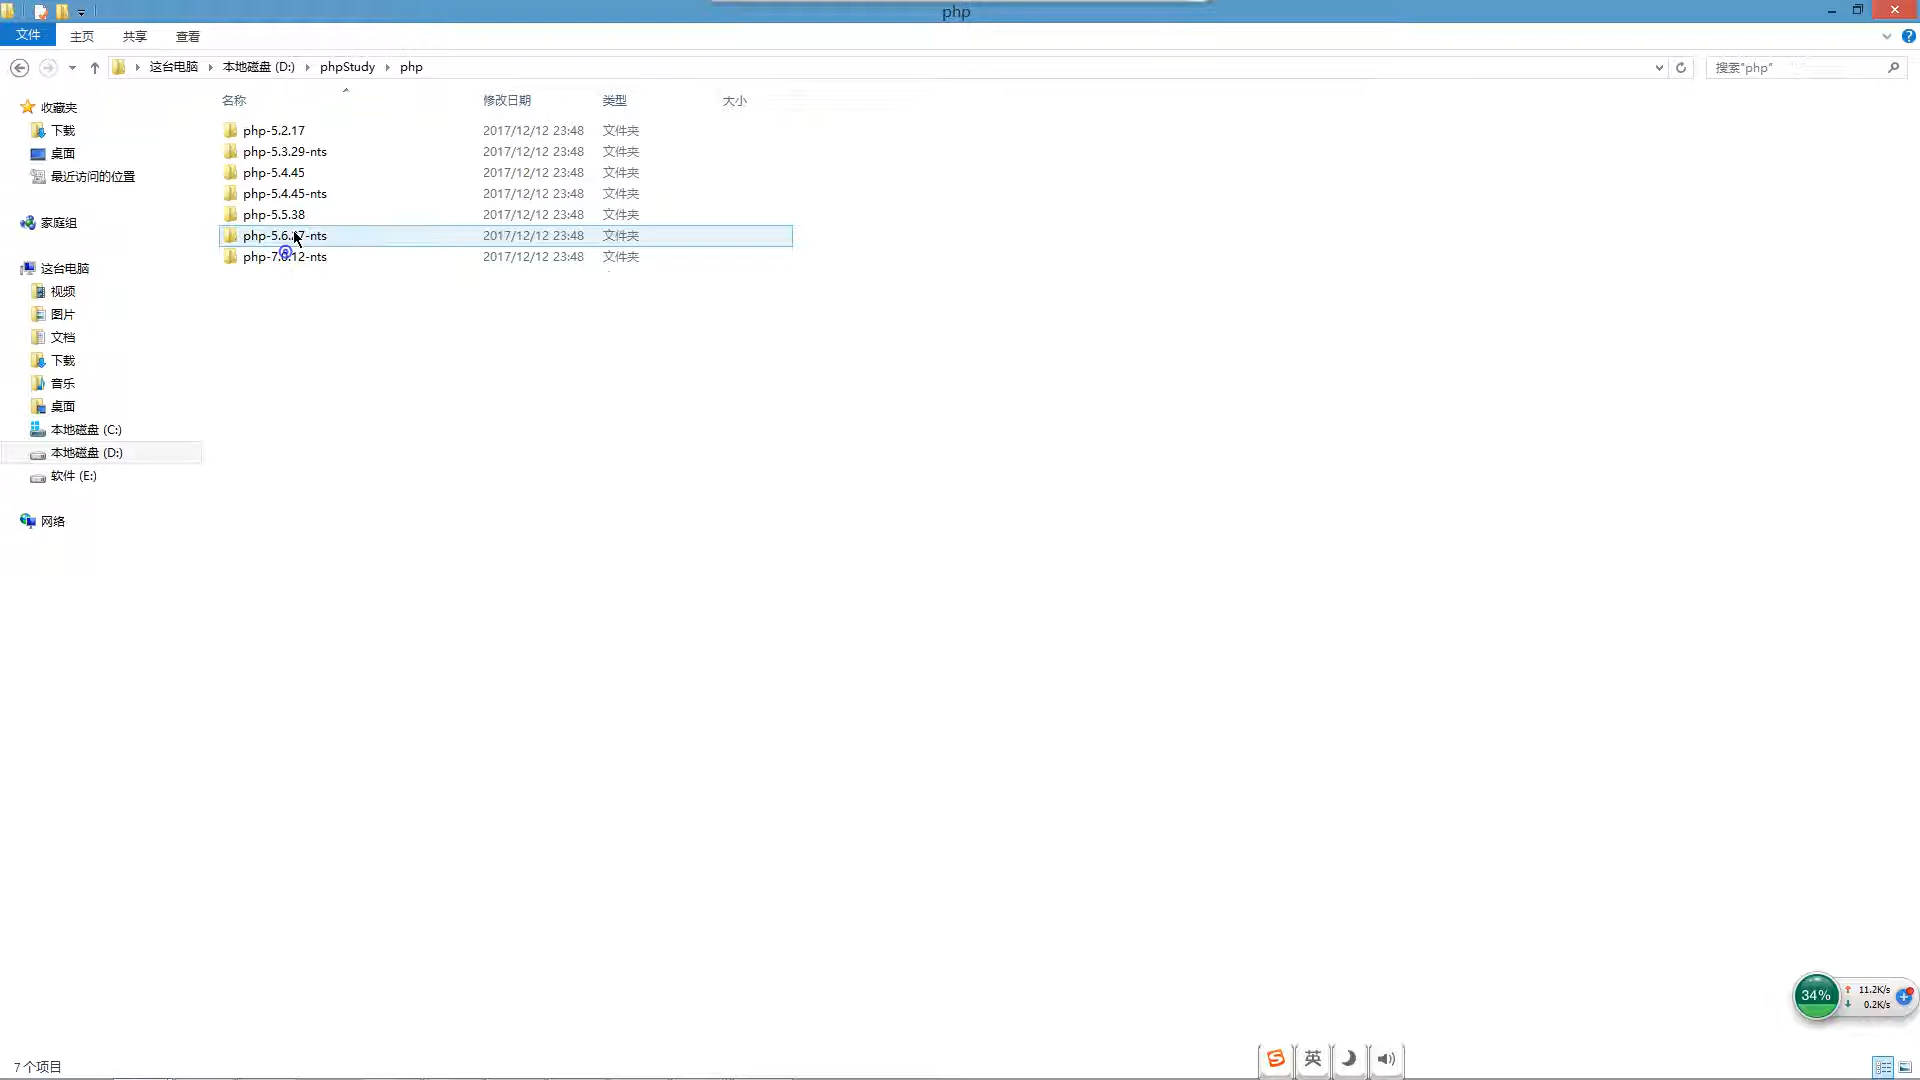 php
文件
主页
共享
查看
这台电脑
本地磁盘 (D:)
phpStudy
php
搜索"php"
名称
修改日期
类型
大小
收藏夹
下载
桌面
最近访问的位置
家庭组
这台电脑
视频
图片
文档
下载
音乐
桌面
本地磁盘 (C:)
本地磁盘 (D:)
软件 (E:)
网络
php-5.2.17 2017/12/12 23:48 文件夹
php-5.3.29-nts 2017/12/12 23:48 文件夹
php-5.4.45 2017/12/12 23:48 文件夹
php-5.4.45-nts 2017/12/12 23:48 文件夹
php-5.5.38 2017/12/12 23:48 文件夹
2017/12/12 23:48 文件夹
2017/12/12 23:48 文件夹
34%
11.2K/s
0.2K/s
英
7 个项目